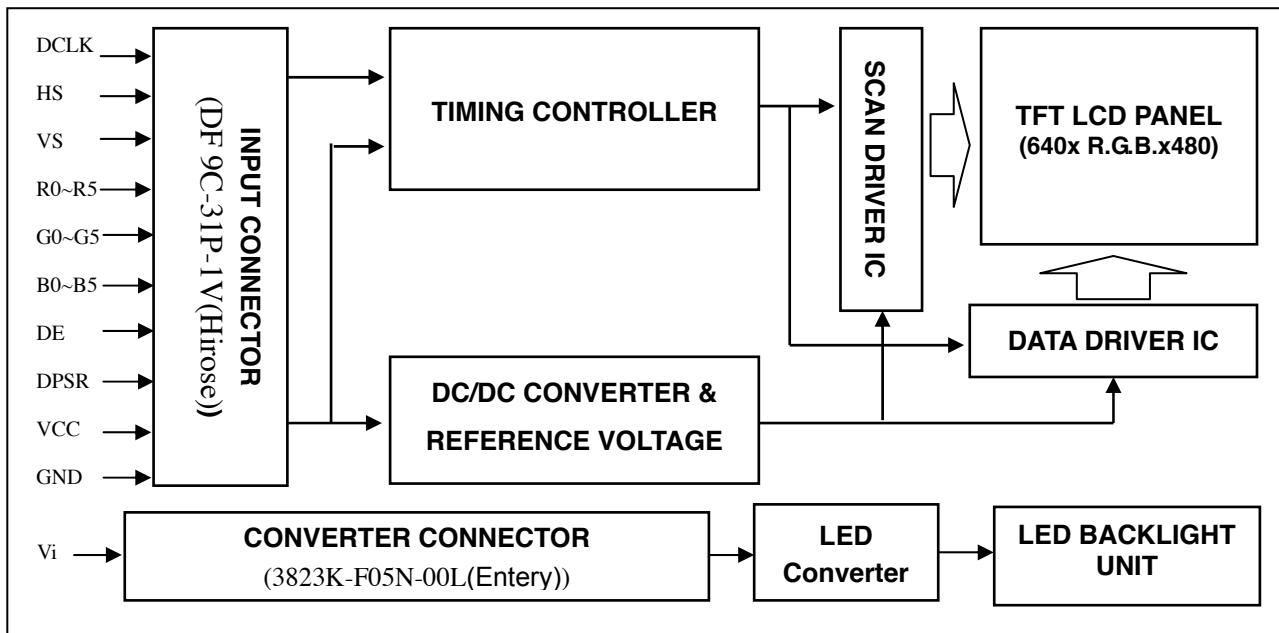 DCLK
HS
VS
R0~R5
G0~G5
B0~B5
DE
DPSR
VCC
GND
INPUT CONNECTOR
(DF 9C-31P-1V(Hirose))
TIMING CONTROLLER
DC/DC CONVERTER &
REFERENCE VOLTAGE
SCAN DRIVER IC
TFT LCD PANEL
(640x R.G.B.x480)
DATA DRIVER IC
Vi
CONVERTER CONNECTOR
(3823K-F05N-00L(Entery))
LED
Converter
LED BACKLIGHT
UNIT